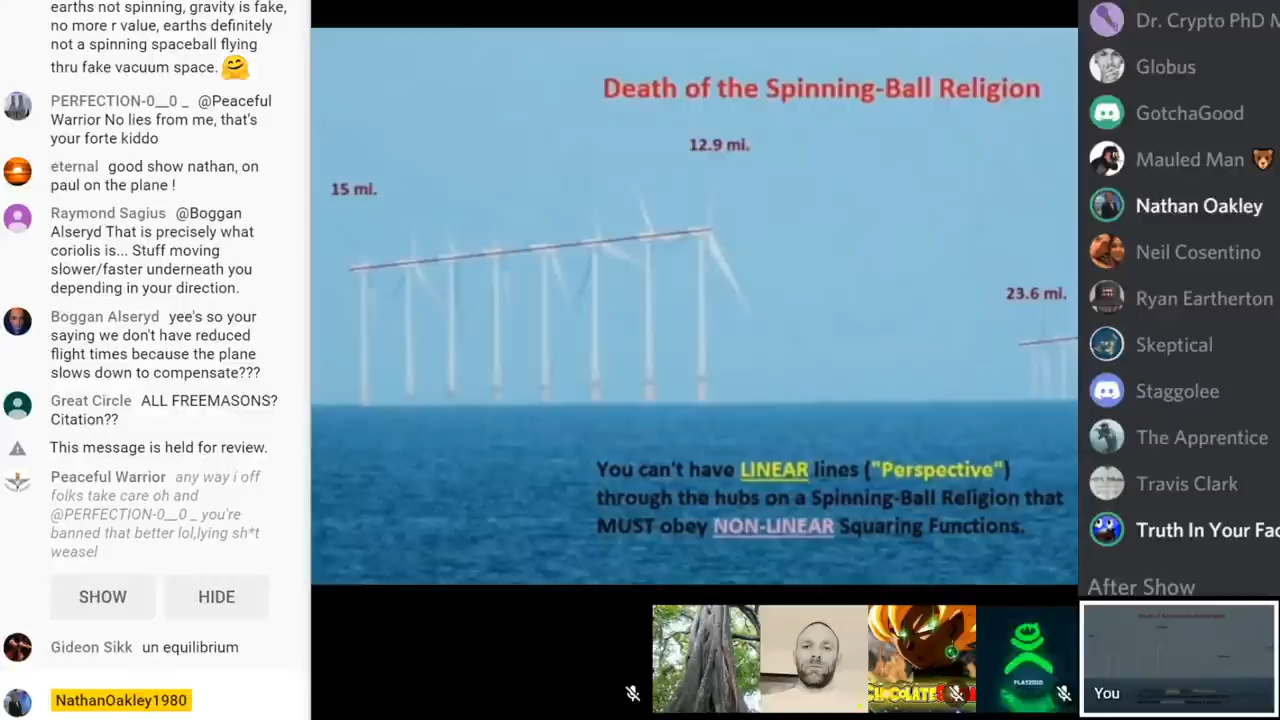 earths not spinning, gravity is fake,
no more r value, earths definitely
not a spinning spaceball flying
thru fake vacuum space.
PERFECTION-0__0 _ @Peaceful
Warrior No lies from me, that's
your forte kiddo
eternal good show nathan, on
paul on the plane !
Raymond Sagius @Boggan
Alseryd That is precisely what
coriolis is... Stuff moving
slower/faster underneath you
depending in your direction.
Boggan Alseryd yee's so your
saying we don't have reduced
flight times because the plane
slows down to compensate???
Great Circle ALL FREEMASONS?
Citation??
This message is held for review.
Peaceful Warrior any way i off
folks take care oh and
@PERFECTION-0__0 _ you're
banned that better lol,lying sh*t
weasel
SHOW HIDE
Gideon Sikk un equilibrium
NathanOakley1980
Death of the Spinning-Ball Religion
12.9 mi.
15 mi.
23.6 mi.
You can't have LINEAR lines ("Perspective")
through the hubs on a Spinning-Ball Religion that
MUST obey NON-LINEAR Squaring Functions.
FLATZOID
You
Dr. Crypto PhD M
Globus
GotchaGood
Mauled Man
Nathan Oakley
Neil Cosentino
Ryan Eartherton
Skeptical
Staggolee
The Apprentice
Travis Clark
Truth In Your Fac
After Show